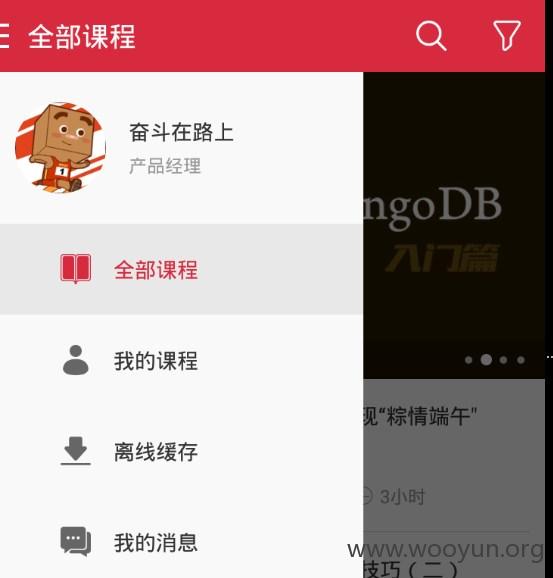 全部课程
奋斗在路上
产品经理
1
全部课程
ngoDB
入门篇
我的课程
现“粽情端午"
离线缓存
3小时
我的消息
www.wooyun.org
技巧（二）